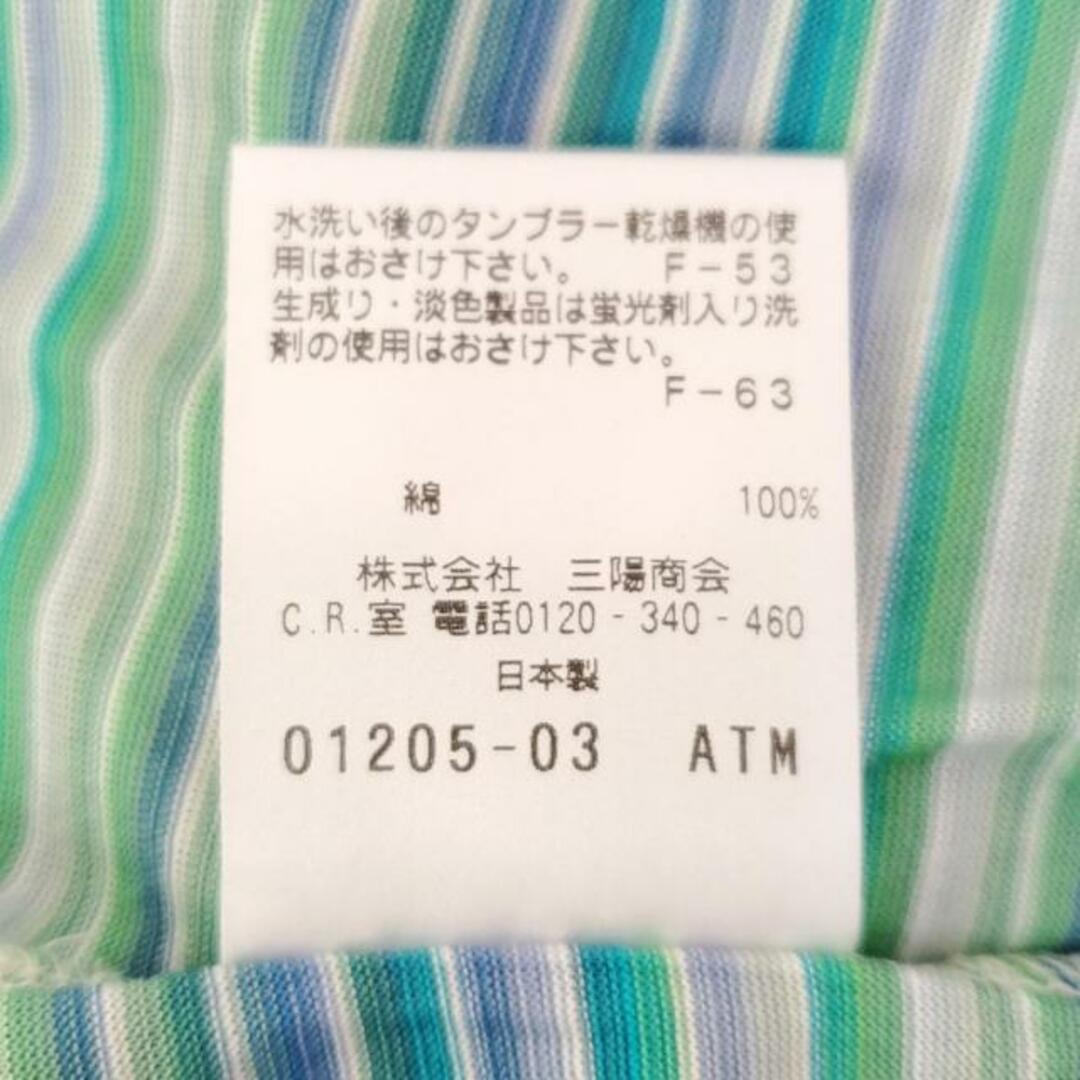 水洗い後のタンブラー乾燥機の使
用はおさけ下さい。　　F-53
生成り・淡色製品は蛍光剤入り洗
剤の使用はおさけ下さい。
F-63
綿　100%
株式会社　三陽商会
C.R.室 電話0120-340-460
日本製
01205-03　ATM